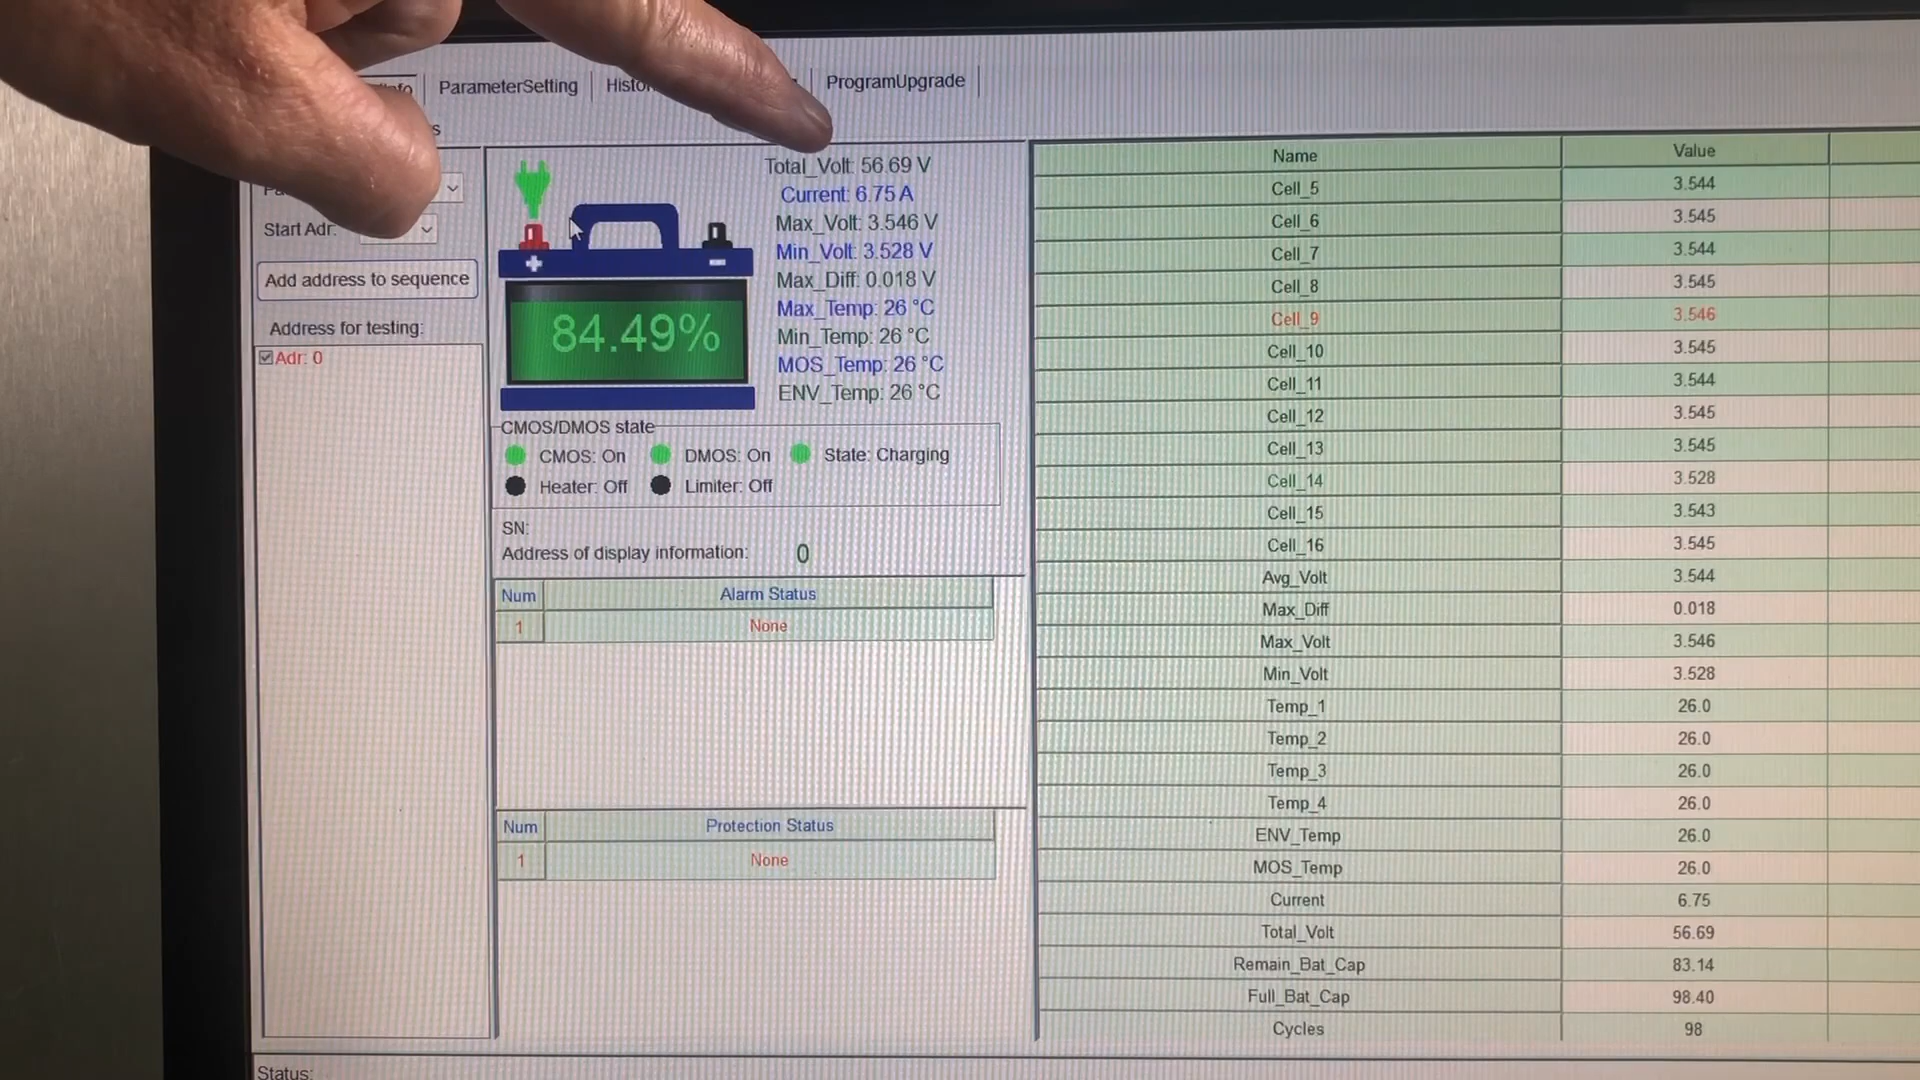 ParameterSetting
ProgramUpgrade
Start Adr:
Add address to sequence
Address for testing:
Adr: 0
84.49%
Total_Volt: 56.69 V
Current: 6.75 A
Max_Volt: 3.546 V
Min_Volt: 3.528 V
Max_Diff: 0.018 V
Max_Temp: 26 °C
Min_Temp: 26 °C
MOS_Temp: 26 °C
ENV_Temp: 26 °C
CMOS/DMOS state
CMOS: On DMOS: On State: Charging
Heater: Off Limiter: Off
SN:
Address of display information: 0
Num Alarm Status
1 None
Num Protection Status
1 None
Name Value
Cell_5 3.544
Cell_6 3.545
Cell_7 3.544
Cell_8 3.545
Cell_9 3.546
Cell_10 3.545
Cell_11 3.544
Cell_12 3.545
Cell_13 3.545
Cell_14 3.528
Cell_15 3.543
Cell_16 3.545
Avg_Volt 3.544
Max_Diff 0.018
Max_Volt 3.546
Min_Volt 3.528
Temp_1 26.0
Temp_2 26.0
Temp_3 26.0
Temp_4 26.0
ENV_Temp 26.0
MOS_Temp 26.0
Current 6.75
Total_Volt 56.69
Remain_Bat_Cap 83.14
Full_Bat_Cap 98.40
Cycles 98
Status: